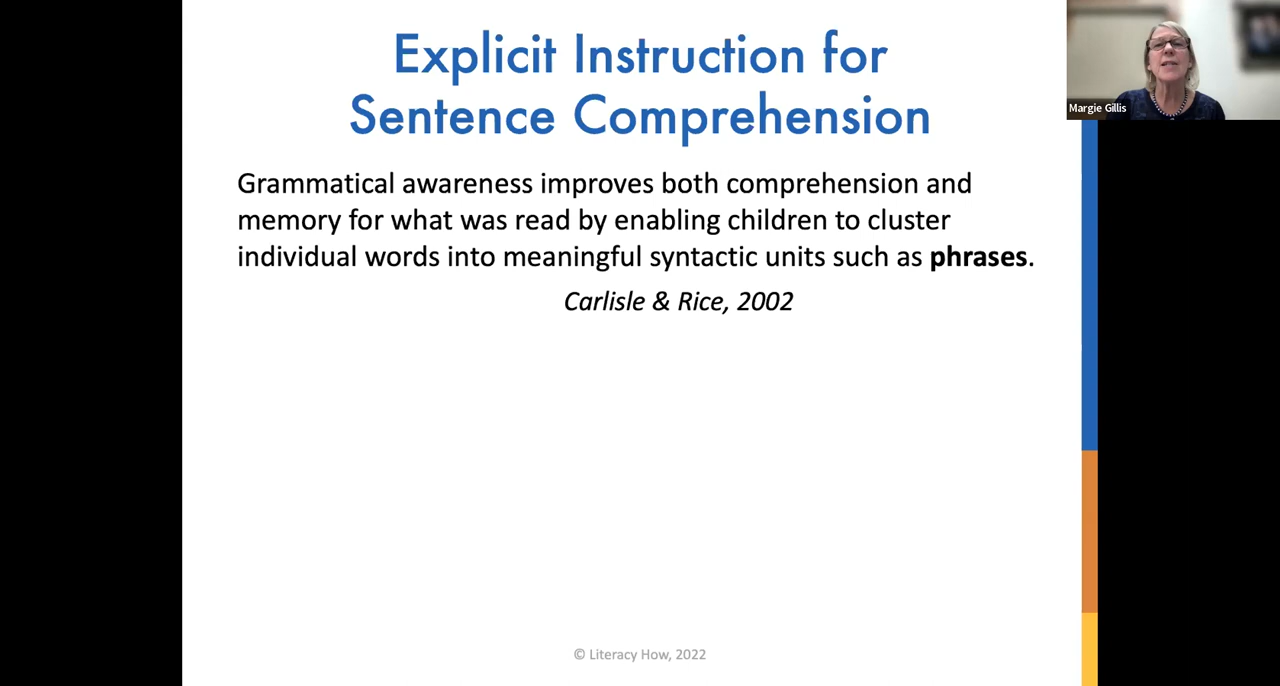 Explicit Instruction for
Sentence Comprehension
Margie Gillis
Grammatical awareness improves both comprehension and
memory for what was read by enabling children to cluster
individual words into meaningful syntactic units such as phrases.
Carlisle & Rice, 2002
© Literacy How, 2022